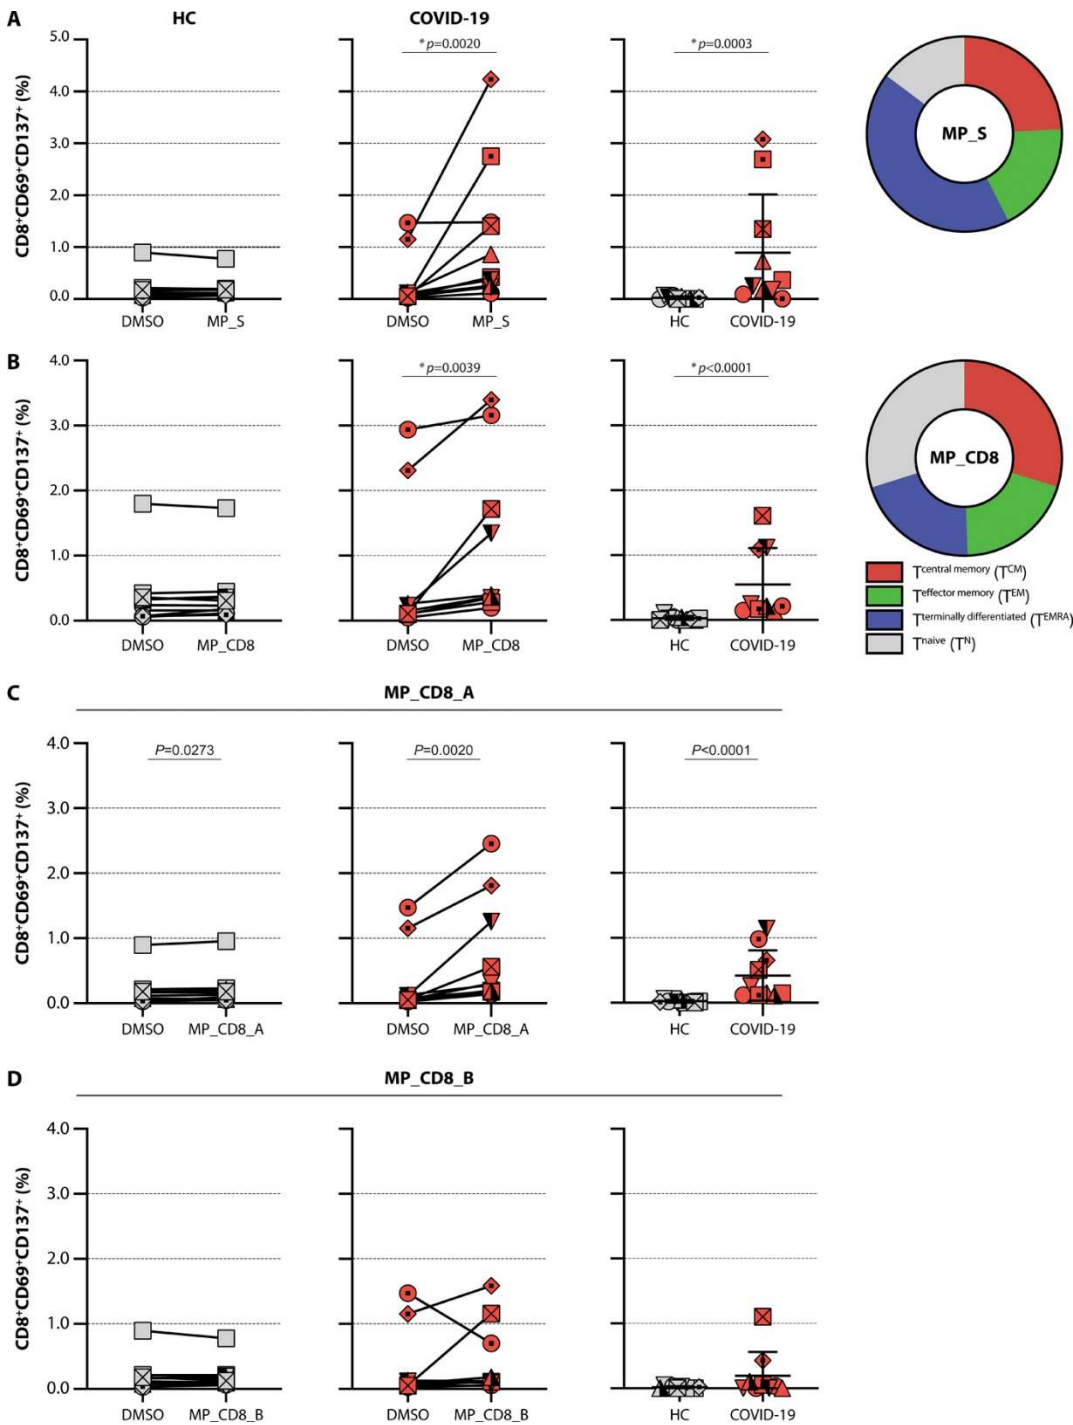 A
HC
COVID-19
CD8⁺CD69⁺CD137⁺ (%)
5.0
4.0
3.0
2.0
1.0
0.0
DMSO MP_S
* p=0.0020
DMSO MP_S
* p=0.0003
HC COVID-19
MP_S
B
CD8⁺CD69⁺CD137⁺ (%)
4.0
3.0
2.0
1.0
0.0
DMSO MP_CD8
* p=0.0039
DMSO MP_CD8
* p<0.0001
HC COVID-19
MP_CD8
Tcentral memory (TCM)
Teffector memory (TEM)
Tterminally differentiated (TEMRA)
Tnaive (TN)
C
MP_CD8_A
CD8⁺CD69⁺CD137⁺ (%)
4.0
3.0
2.0
1.0
0.0
P=0.0273
DMSO MP_CD8_A
P=0.0020
DMSO MP_CD8_A
P<0.0001
HC COVID-19
D
MP_CD8_B
CD8⁺CD69⁺CD137⁺ (%)
4.0
3.0
2.0
1.0
0.0
DMSO MP_CD8_B
DMSO MP_CD8_B
HC COVID-19